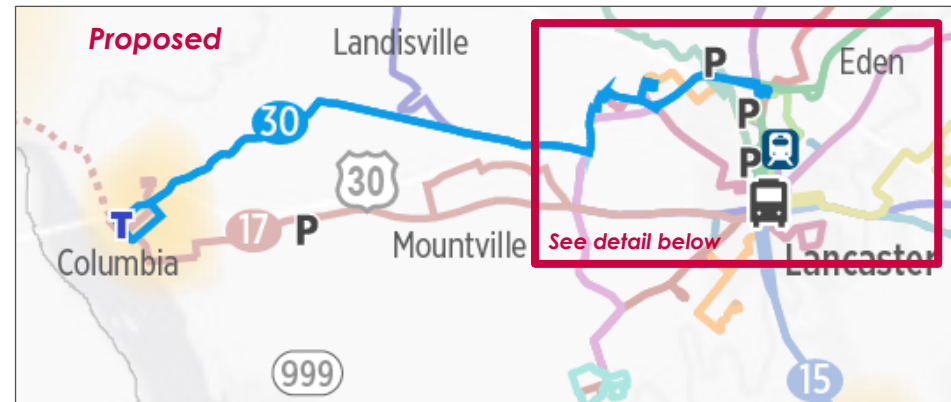 Proposed
Landisville
P
Eden
30
P
P
30
T
17
P
Columbia
Mountville
See detail below
Lancaster
999
15